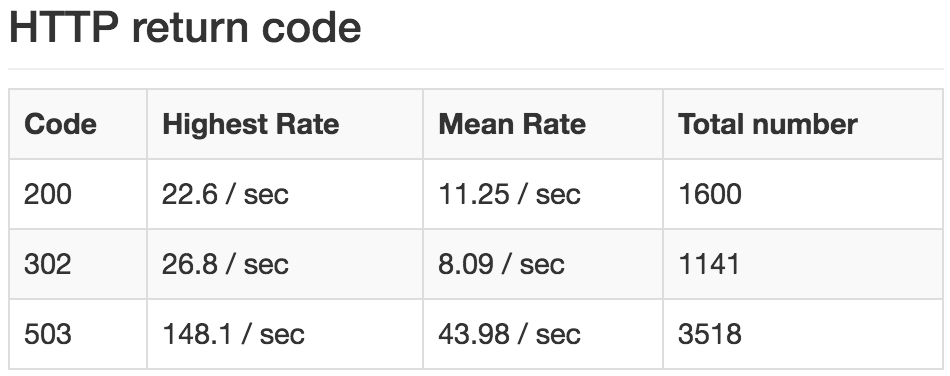 HTTP return code
Code Highest Rate Mean Rate Total number
200 22.6 / sec 11.25 / sec 1600
302 26.8 / sec 8.09 / sec 1141
503 148.1 / sec 43.98 / sec 3518